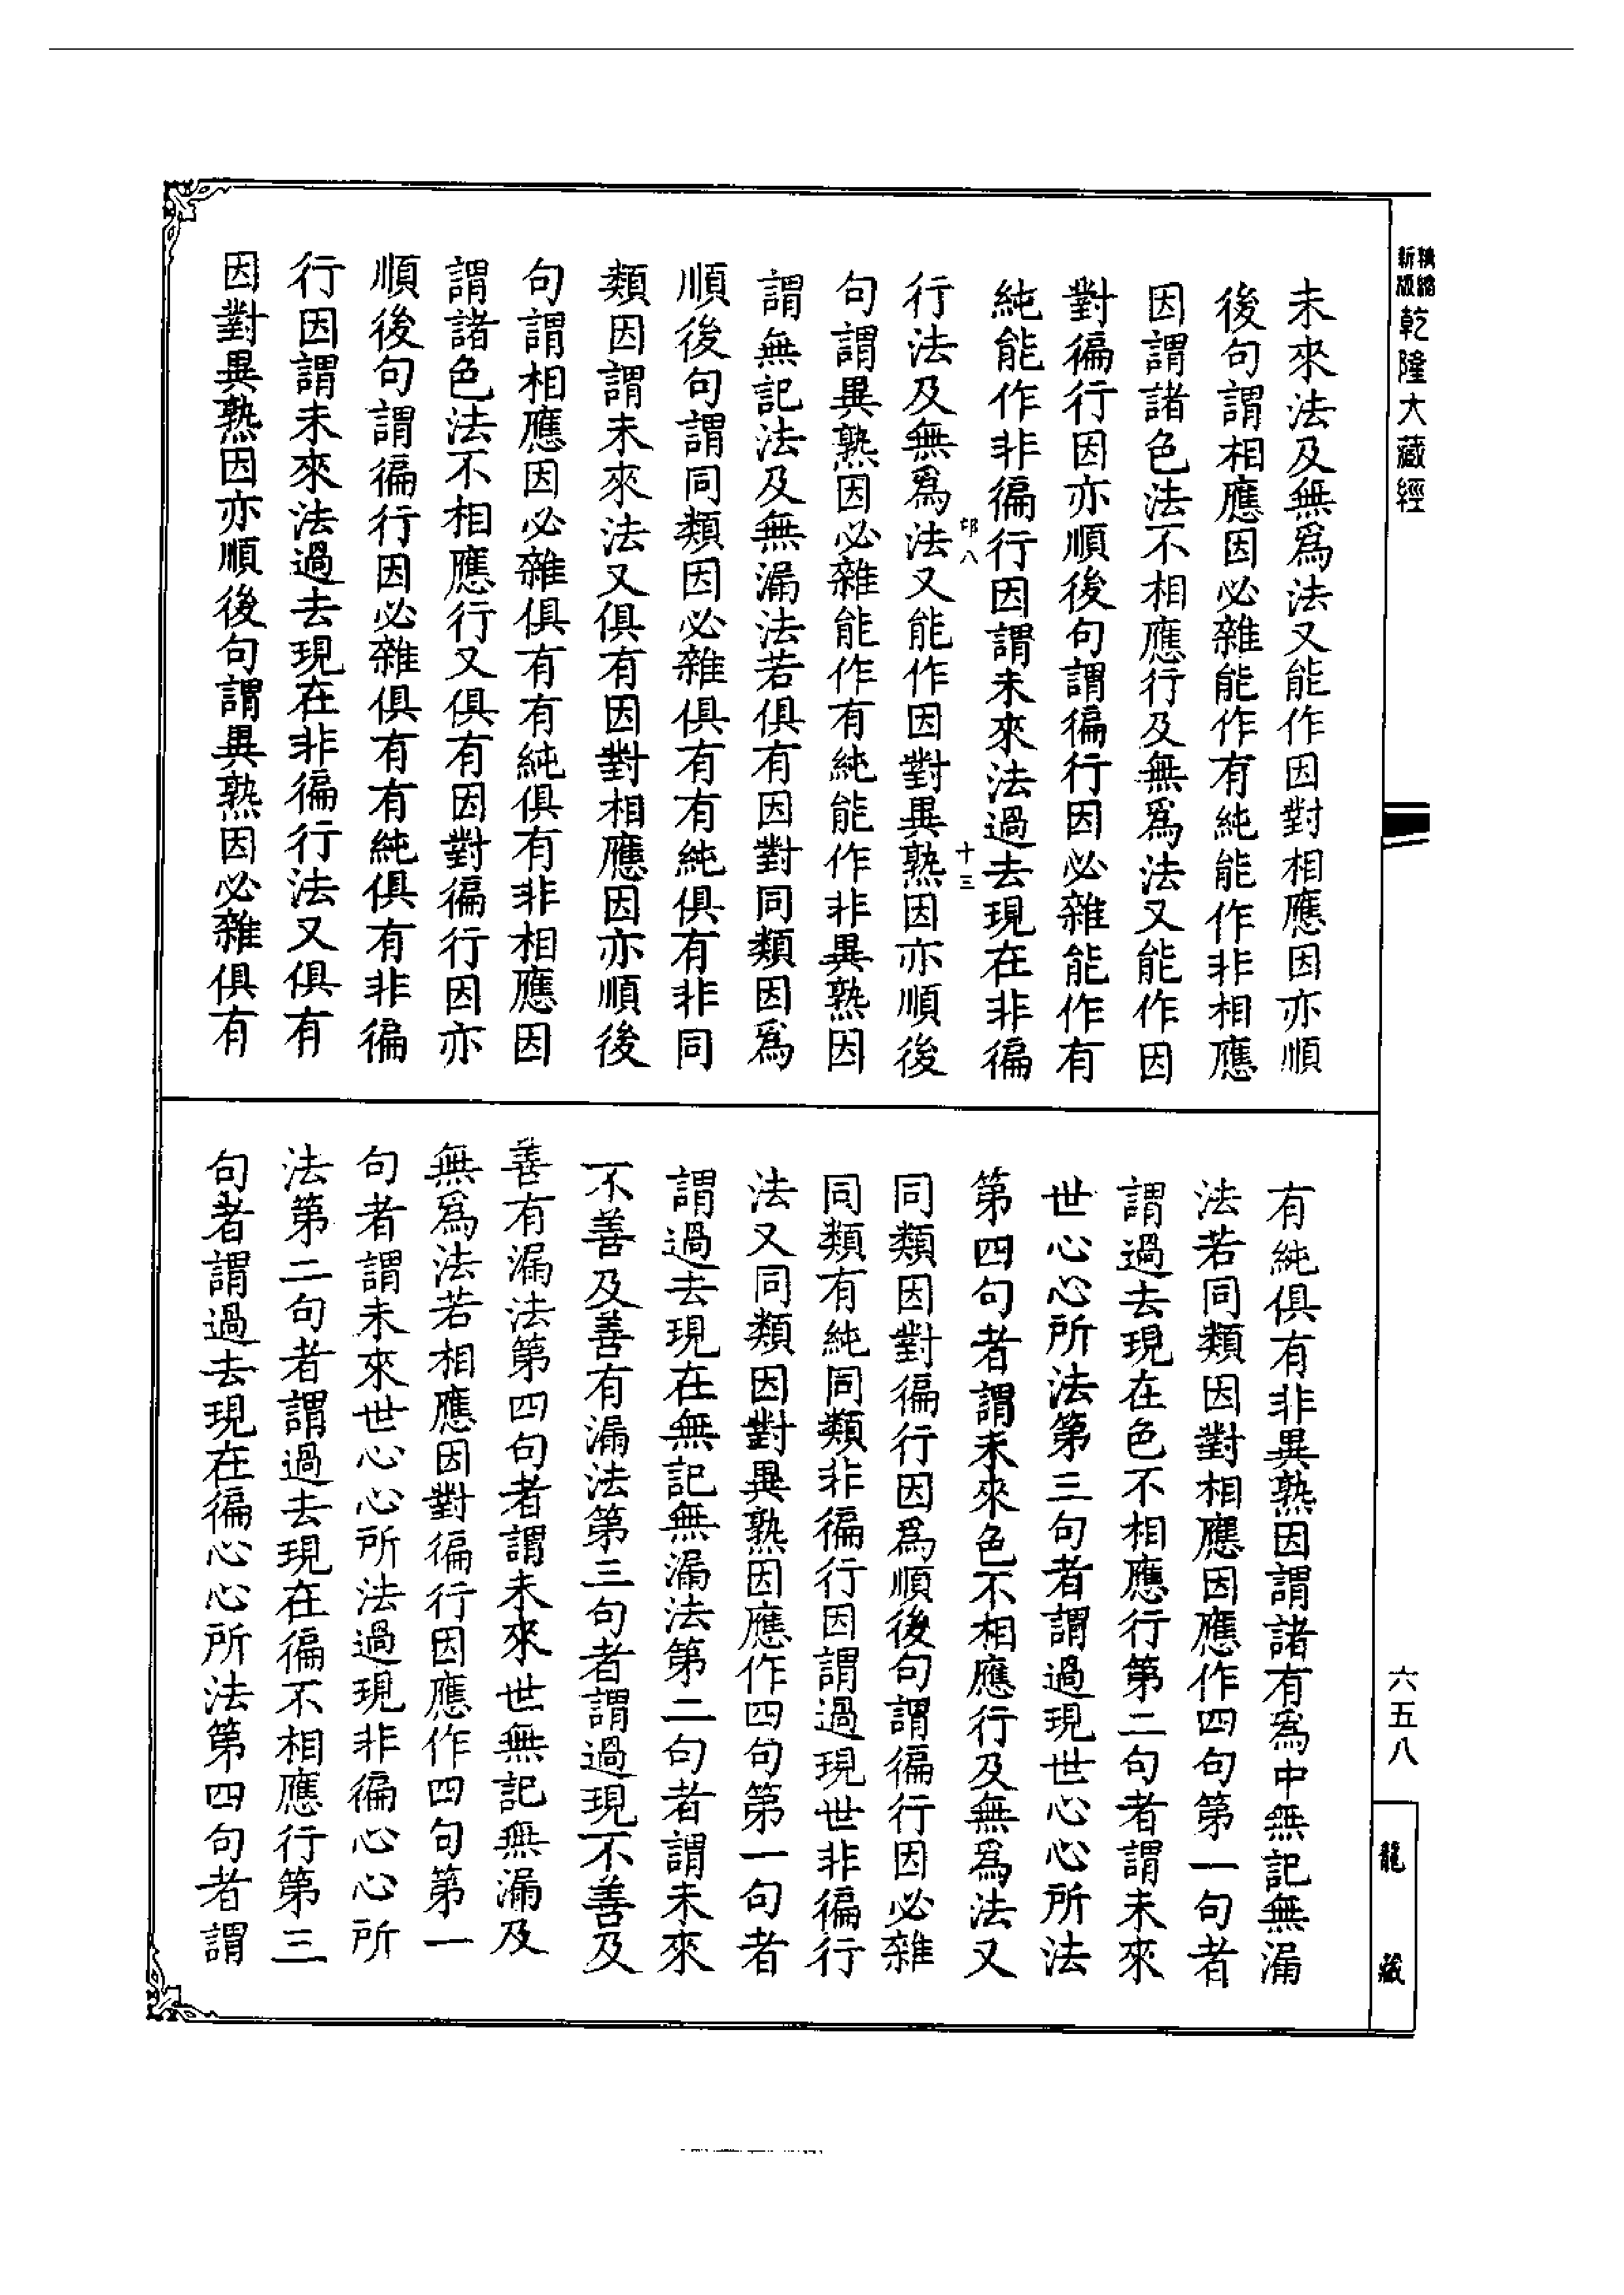 新版
狹縮
乾隆大藏經
未來法及無爲法又能作因對相應因亦順
後句謂相應因必雜能作有純能作非相應
因謂諸色法不相應行及無爲法又能作因
對徧行因亦順後句謂徧行因必雜能作有
純能作非徧行因謂未來法過去現在非徧
邙八
十三
行法及無爲法又能作因對異熟因亦順後
句謂異熟因必雜能作有純能作非異熟因
謂無記法及無漏法若俱有因對同類因爲
順後句謂同類因必雜俱有有純俱有非同
類因謂未來法又俱有因對相應因亦順後
句謂相應因必雜俱有有純俱有非相應因
謂諸色法不相應行又俱有因對徧行因亦
順後句謂徧行因必雜俱有有純俱有非徧
行因謂未來法過去現在非徧行法又俱有
因對異熟因亦順後句謂異熟因必雜俱有
有純俱有非異熟因謂諸有爲中無記無漏
法若同類因對相應因應作四句第一句者
謂過去現在色不相應行第二句者謂未來
世心心所法第三句者謂過現世心心所法
第四句者謂未來色不相應行及無爲法又
同類因對徧行因爲順後句謂徧行因必雜
同類有純同類非徧行因謂過現世非徧行
法又同類因對異熟因應作四句第一句者
謂過去現在無記無漏法第二句者謂未來
不善及善有漏法第三句者謂過現不善及
善有漏法第四句者謂未來世無記無漏及
無爲法若相應因對徧行因應作四句第一
句者謂未來世心心所法過現非徧心心所
法第二句者謂過去現在徧不相應行第三
句者謂過去現在徧心心所法第四句者謂
六五八
龍藏